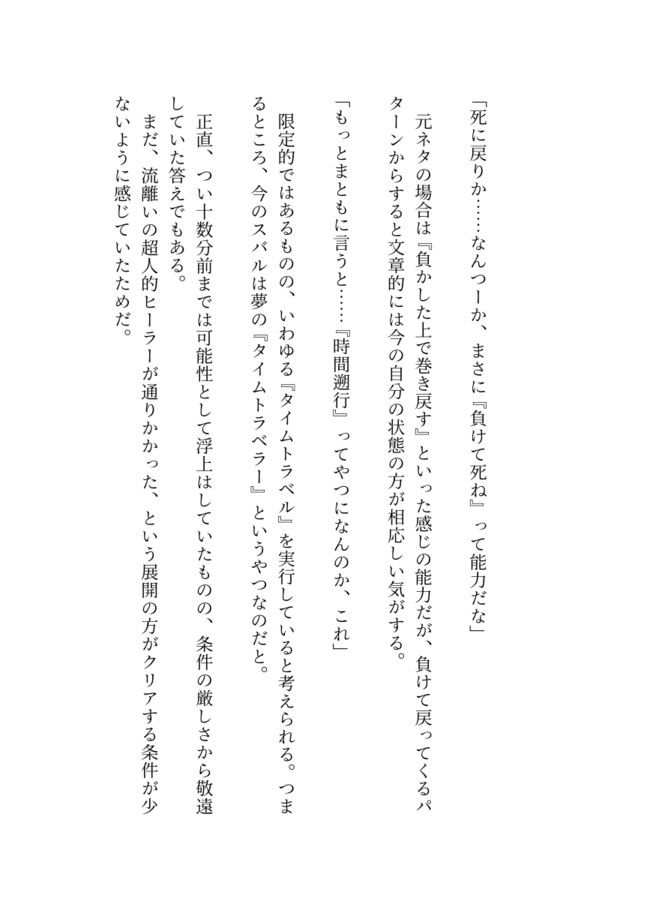 「死に戻りか……なんつーか、まさに『負けて死ね』って能力だな」
　元ネタの場合は『負かした上で巻き戻す』といった感じの能力だが、負けて戻ってくるパ
ターンからすると文章的には今の自分の状態の方が相応しい気がする。
「もっとまともに言うと……『時間遡行』ってやつになんのか、これ」
　限定的ではあるものの、いわゆる『タイムトラベル』を実行していると考えられる。つま
るところ、今のスバルは夢の『タイムトラベラー』というやつなのだと。
　正直、つい十数分前までは可能性として浮上はしていたものの、条件の厳しさから敬遠
していた答えでもある。
　まだ、流離いの超人的ヒーラーが通りかかった、という展開の方がクリアする条件が少
ないように感じていたためだ。